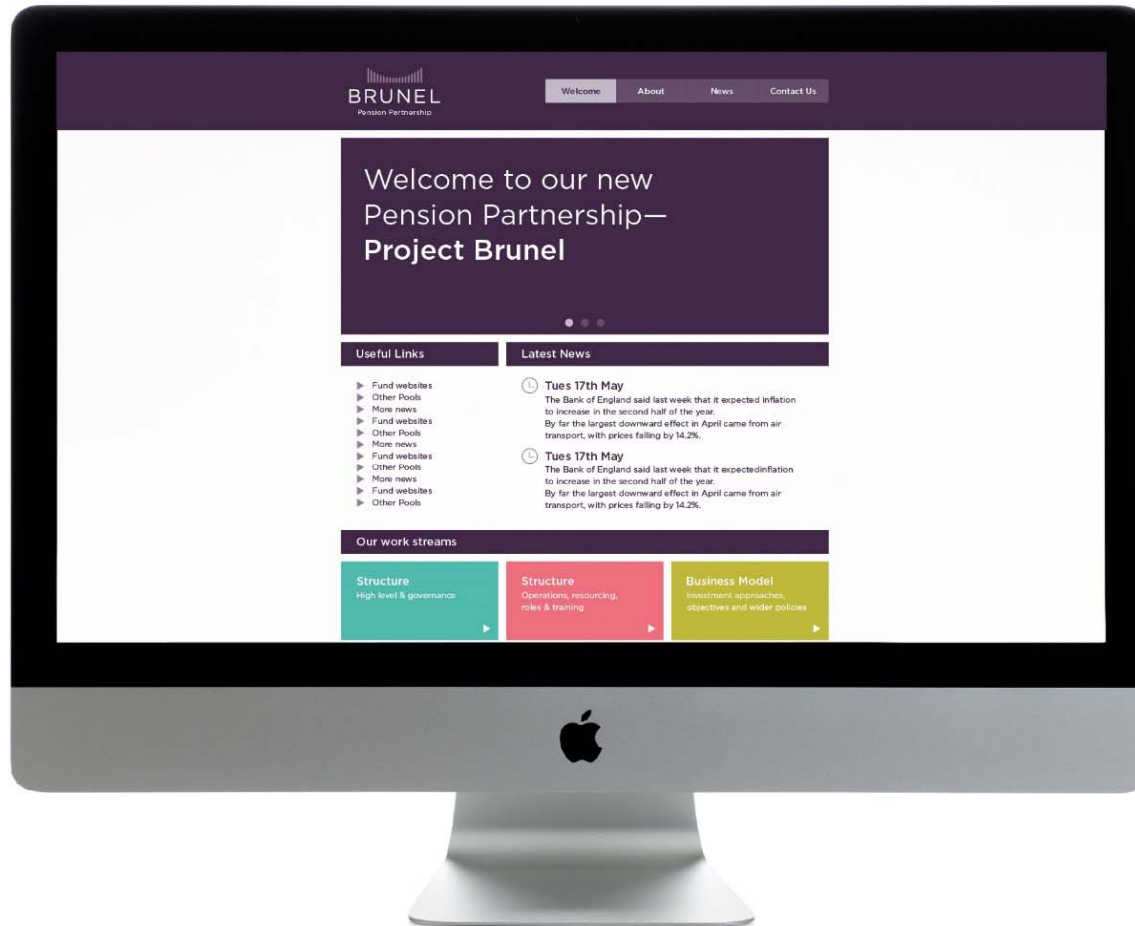 BRUNEL
Pension Partnership
Welcome
About
News
Contact Us
Welcome to our new
Pension Partnership—
Project Brunel
Useful Links
Fund websites
Other Pools
More news
Fund websites
Other Pools
More news
Fund websites
Other Pools
More news
Fund websites
Other Pools
Latest News
Tues 17th May
The Bank of England said last week that it expected inflation
to increase in the second half of the year.
By far the largest downward effect in April came from air
transport, with prices falling by 14.2%.
Tues 17th May
The Bank of England said last week that it expectedinflation
to increase in the second half of the year.
By far the largest downward effect in April came from air
transport, with prices falling by 14.2%.
Our work streams
Structure
High level & governance
Structure
Operations, resourcing,
roles & training
Business Model
Investment approaches,
objectives and wider policies